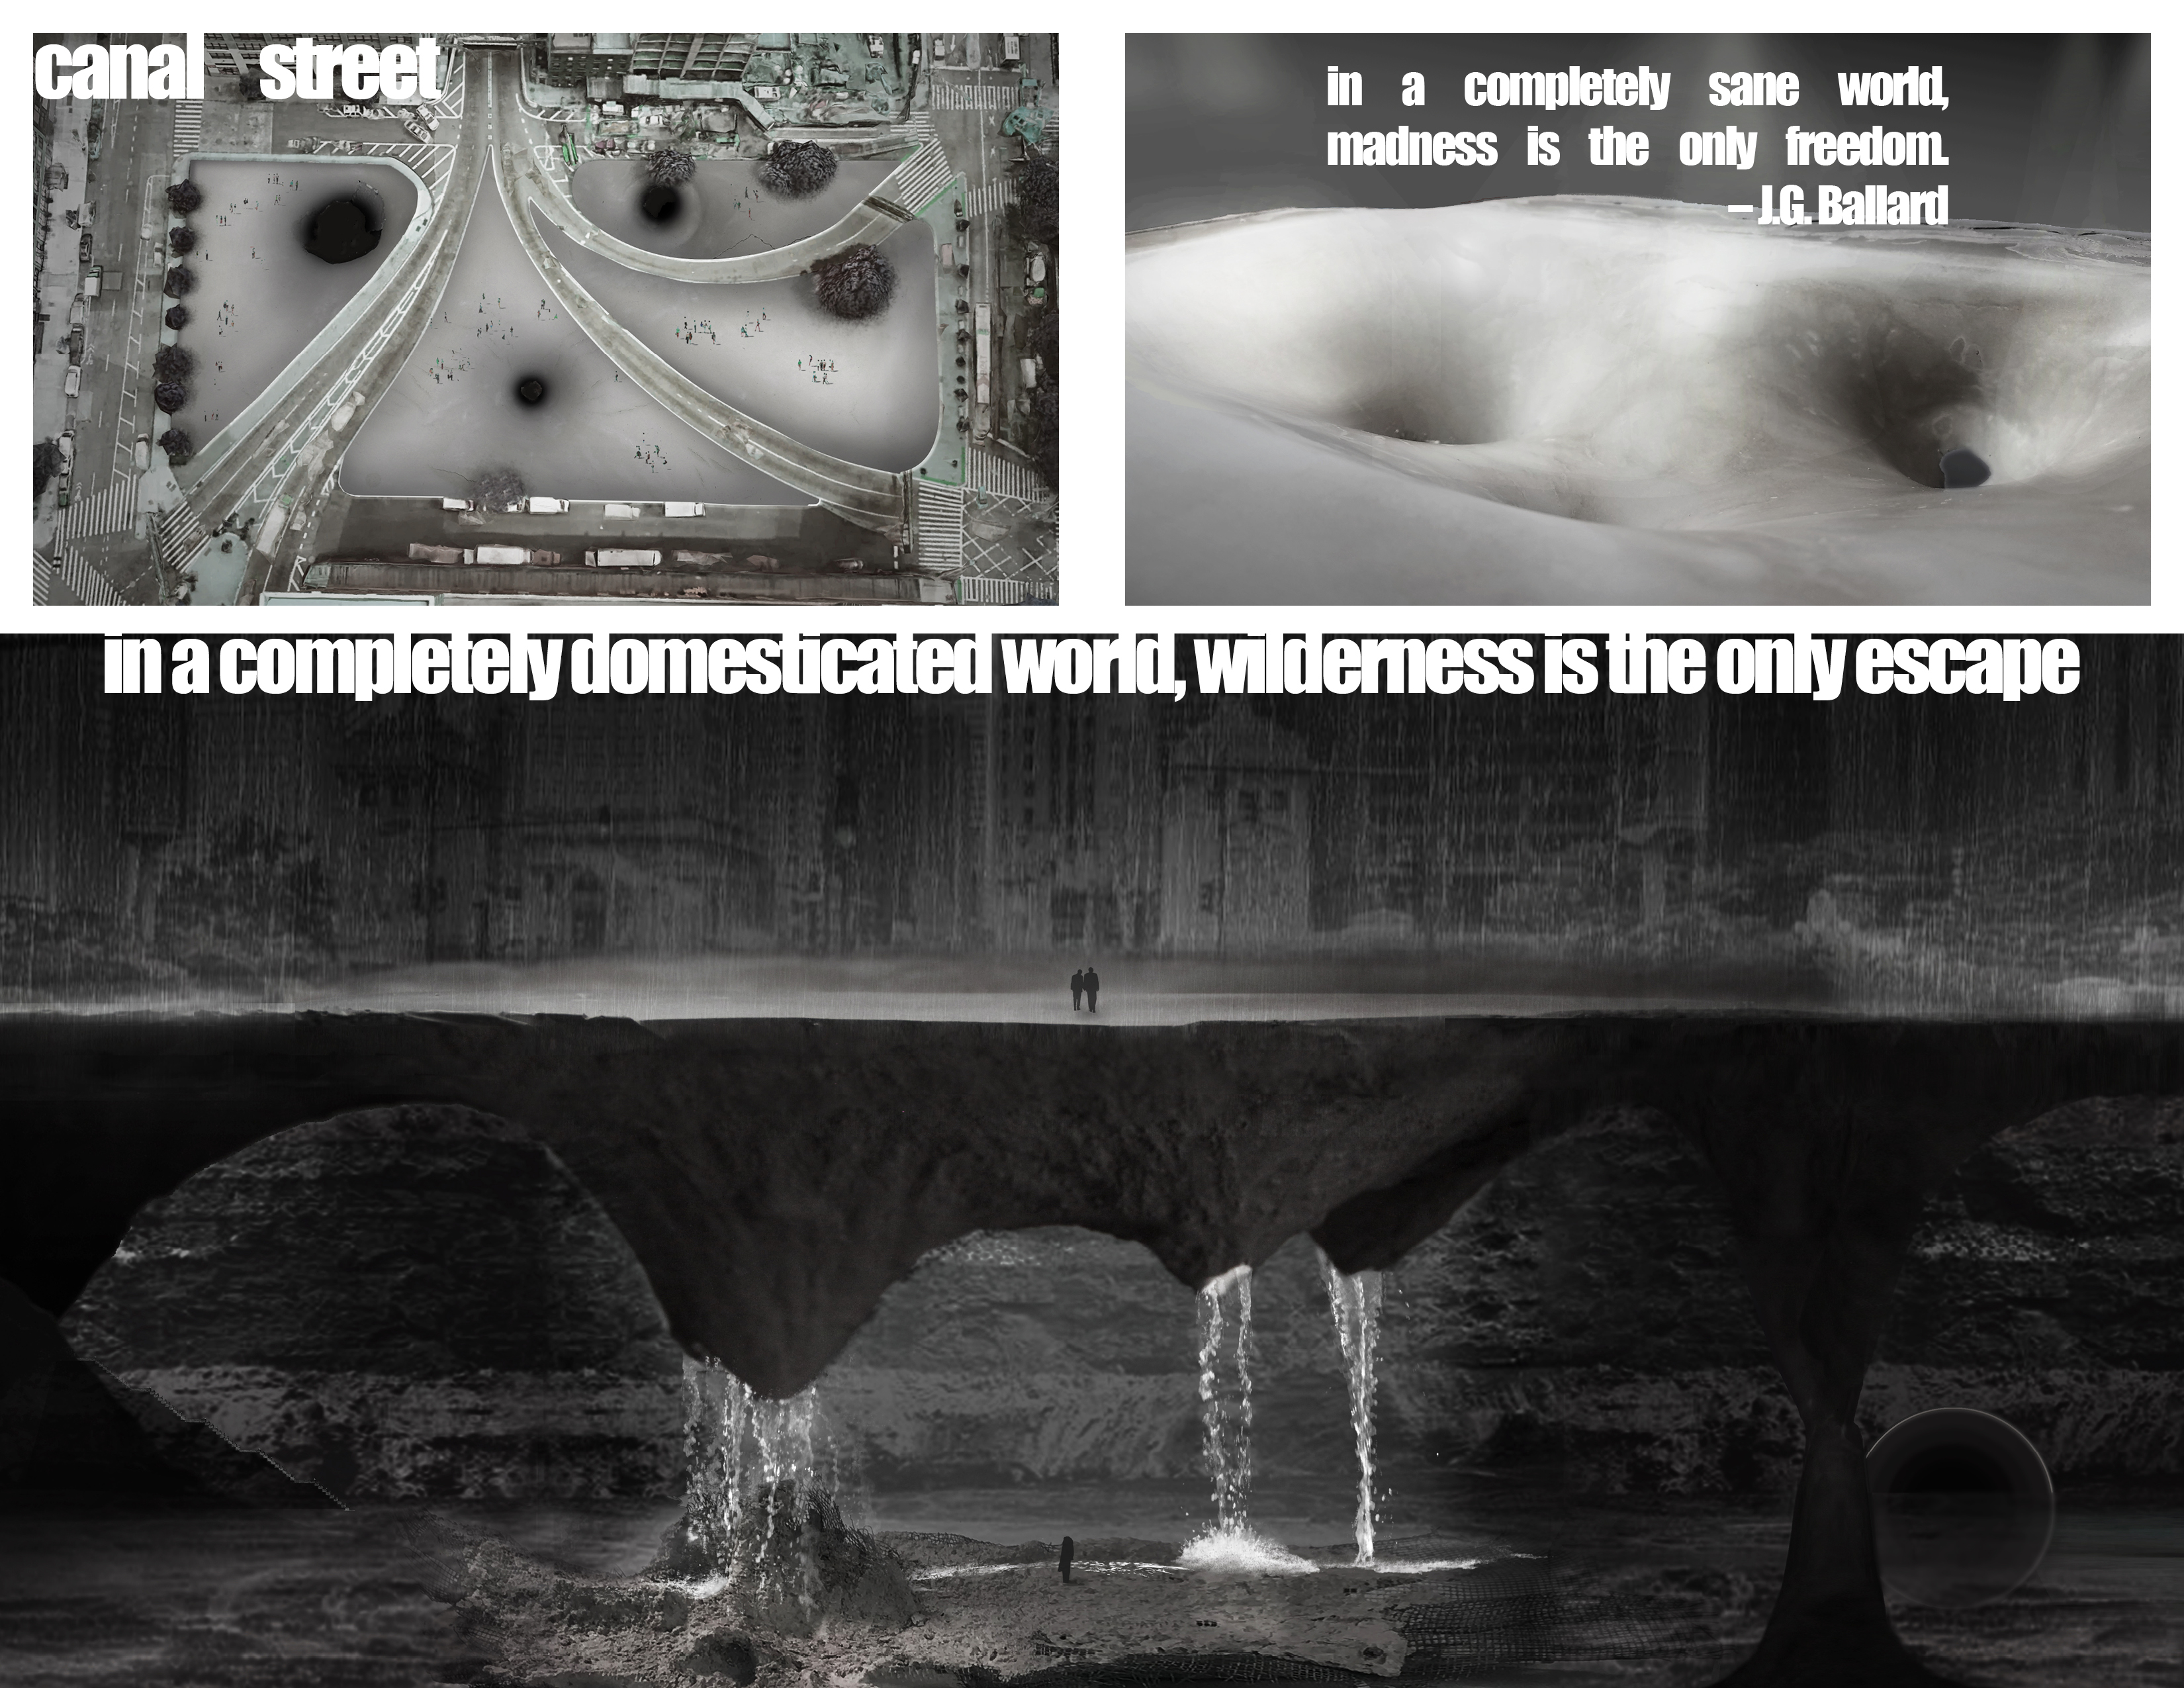 canal street
in a completely sane world,
madness is the only freedom.
– J.G. Ballard
in a completely domesticated world, wilderness is the only escape